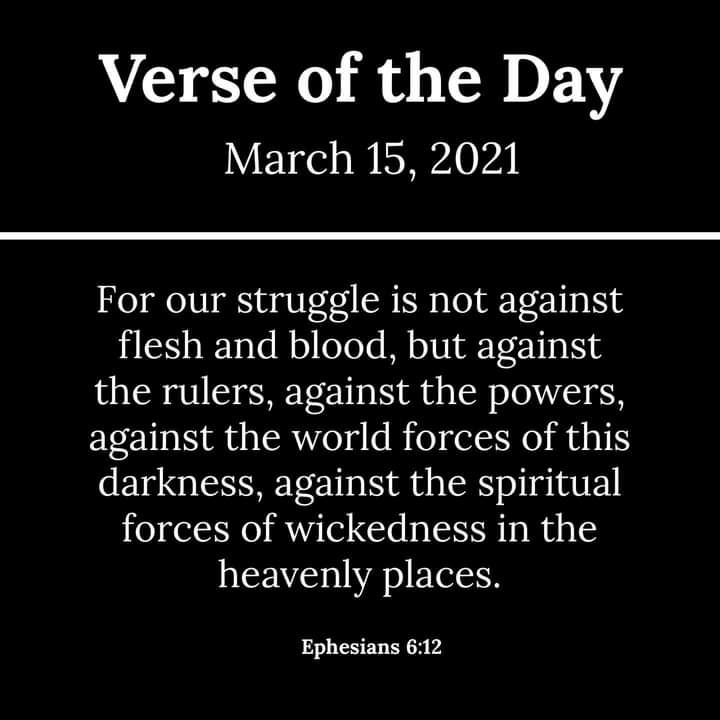 Verse of the Day
March 15, 2021
For our struggle is not against
flesh and blood, but against
the rulers, against the powers,
against the world forces of this
darkness, against the spiritual
forces of wickedness in the
heavenly places.
Ephesians 6:12